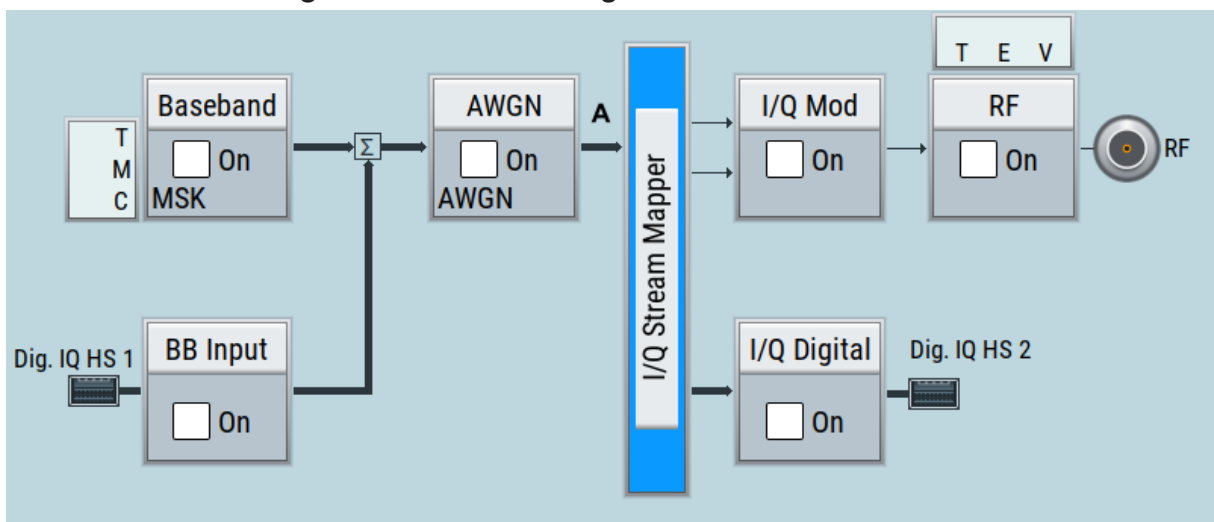 T E V
Baseband
On
MSK
T
M
C
Σ
AWGN
On
AWGN
A
I/Q Stream Mapper
I/Q Mod
On
RF
On
RF
Dig. IQ HS 1
BB Input
On
I/Q Digital
On
Dig. IQ HS 2